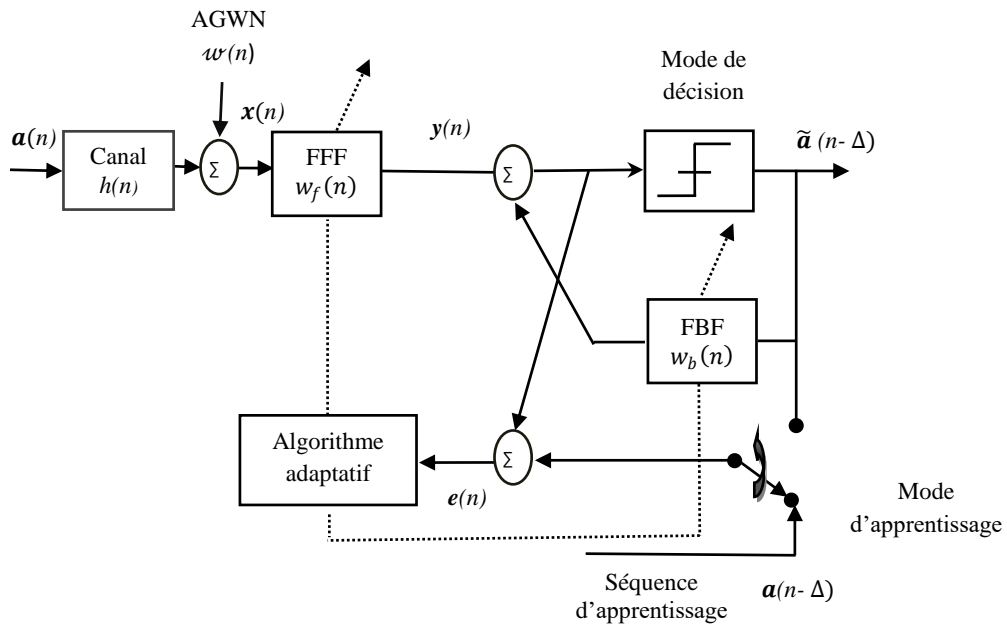 AGWN
w(n)
Mode de
décision
a(n)
x(n)
y(n)
ã (n- Δ)
Canal
h(n)
Σ
FFF
w_f(n)
Σ
FBF
w_b(n)
Algorithme
adaptatif
Σ
e(n)
Mode
d’apprentissage
Séquence
d’apprentissage
a(n- Δ)